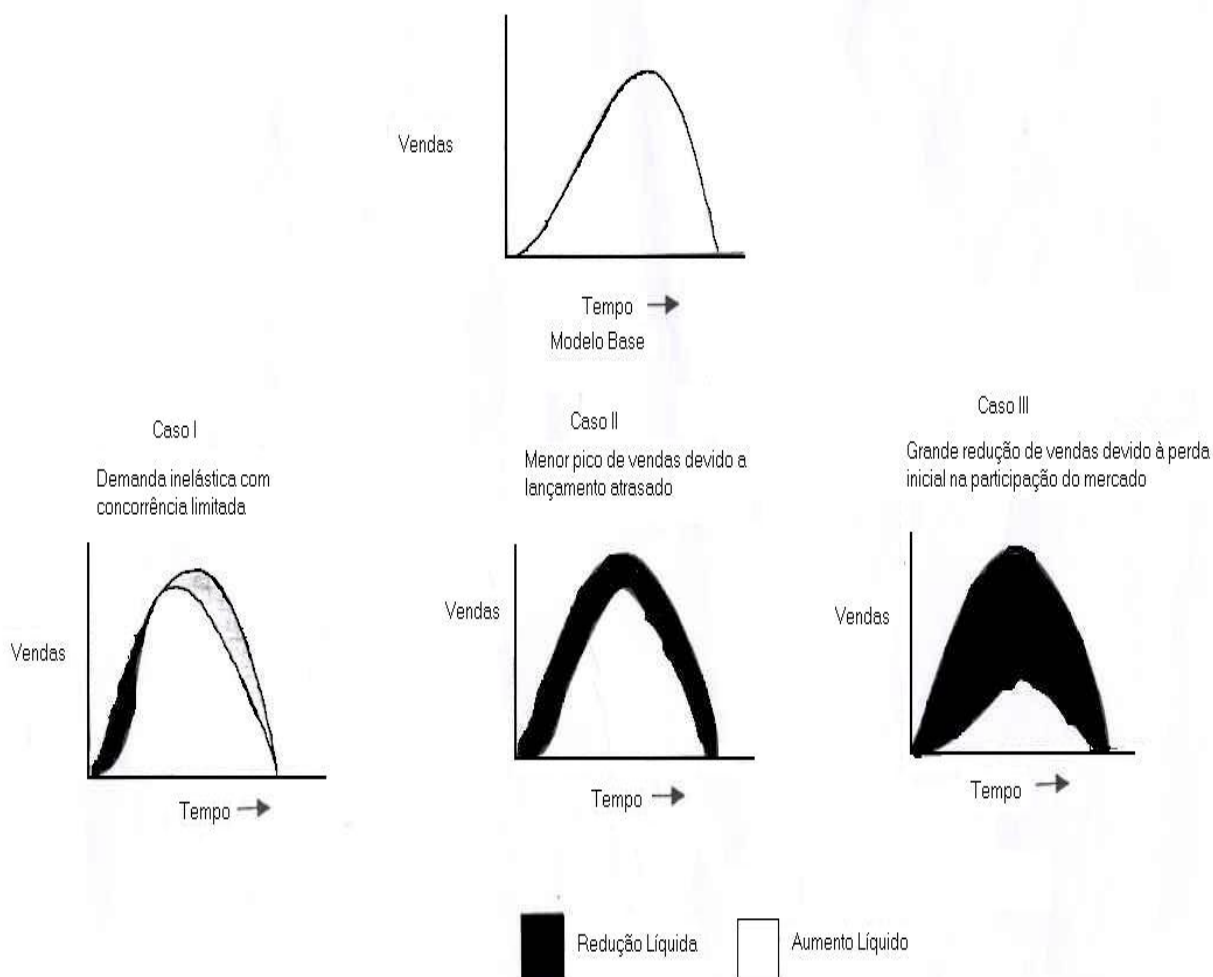 Vendas
Tempo
Modelo Base
Caso I
Demanda inelástica com
concorrência limitada
Vendas
Tempo
Caso II
Menor pico de vendas devido a
lançamento atrasado
Vendas
Tempo
Caso III
Grande redução de vendas devido à perda
inicial na participação do mercado
Vendas
Tempo
Redução Líquida
Aumento Líquido